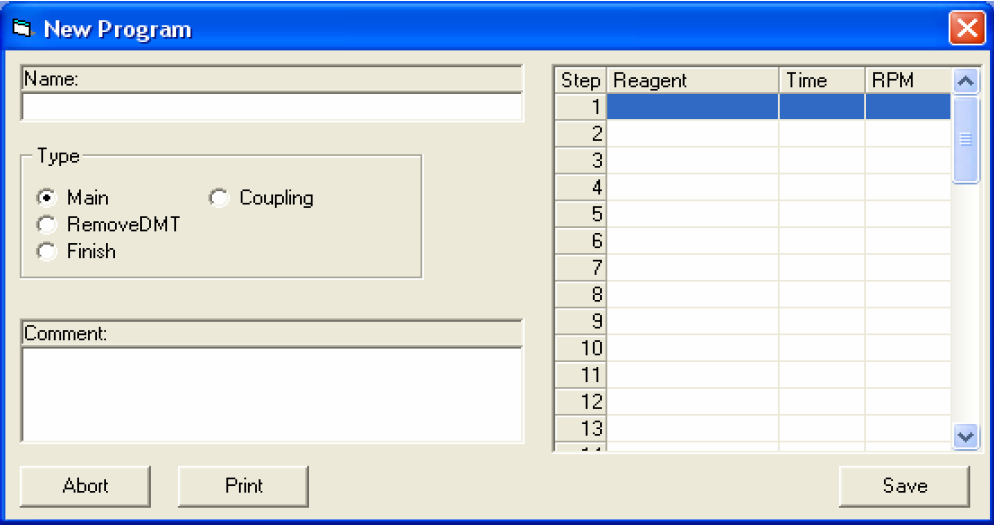 New Program
Name:
Type
Main Coupling
RemoveDMT
Finish
Comment:
Abort Print
Step Reagent Time RPM
1
2
3
4
5
6
7
8
9
10
11
12
13
Save